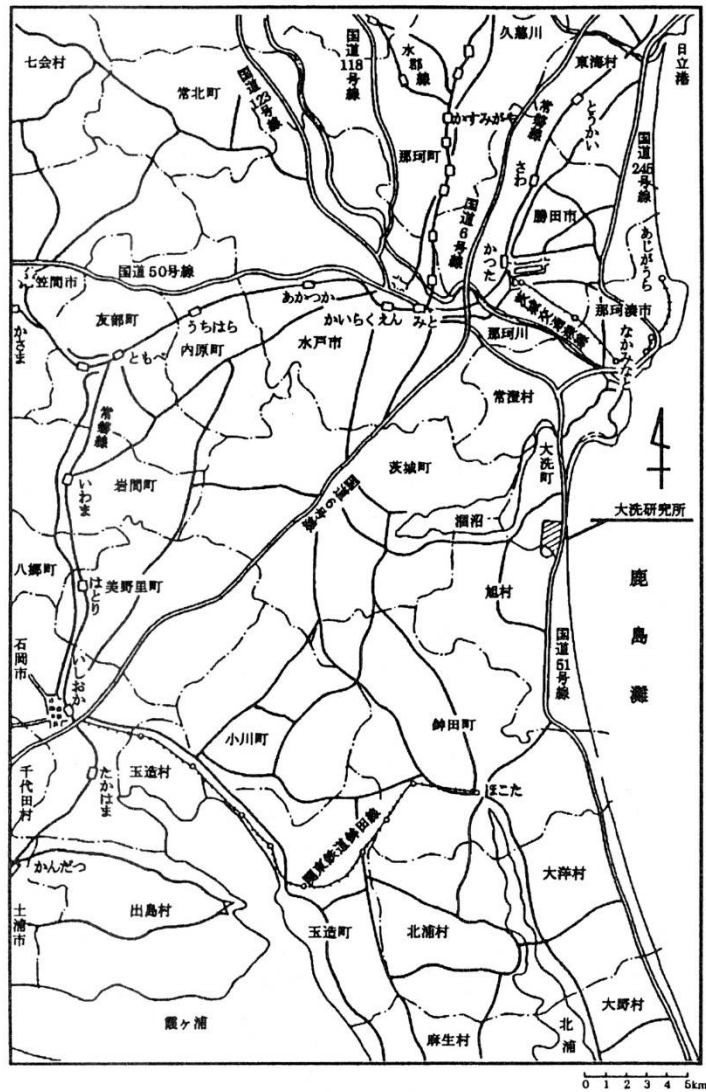 七会村
常北町
国道123号線
国道118号線
水郡線
久慈川
東海村
日立港
かすみがや
常磐線
とうかい
那珂町
さわ
国道245号線
国道6号線
勝田市
かつた
あじがうら
笠間市
国道50号線
かさま
友部町
あかつか
うちはら
ともべ
内原町
かいらくえん
みと
水戸市
那珂川
那珂湊市
なかみなと
常澄村
常磐線
岩間町
いわま
茨城町
大洗町
涸沼
大洗研究所
国道6号線
八郷町
はとり
美野里町
旭村
鹿島灘
石岡市
いしおか
国道51号線
小川町
鉾田町
千代田村
たかはま
玉造村
ほこた
関東鉄道鉾田線
かんだつ
大洋村
土浦市
出島村
玉造町
北浦村
霞ヶ浦
麻生村
北浦
大野村
0 1 2 3 4 5km